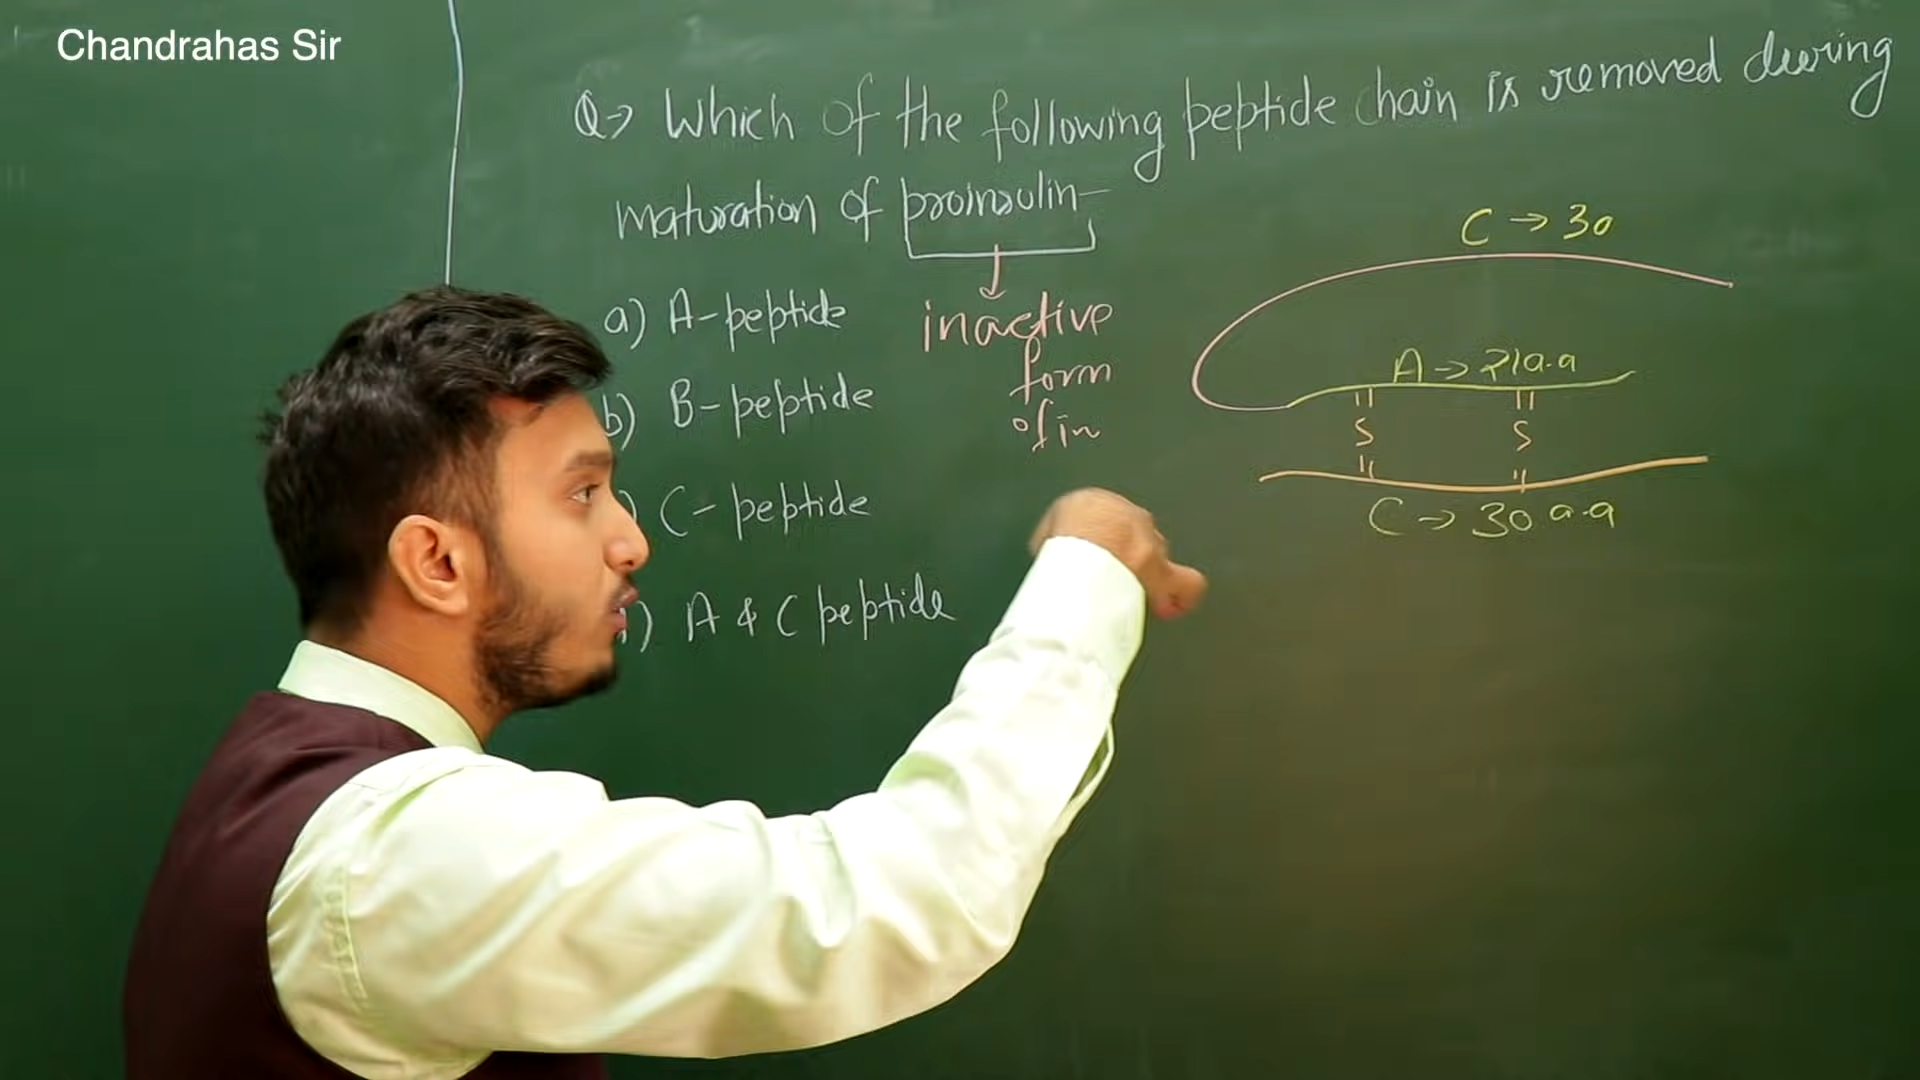 Chandrahas Sir
Q→ Which of the following peptide chain is removed during
maturation of proinsulin-
a) A-peptide
b) B-peptide
) C-peptide
) A & C peptide
inactive
form
of in
C → 30
A → 21a.a
S S
C → 30 a.a